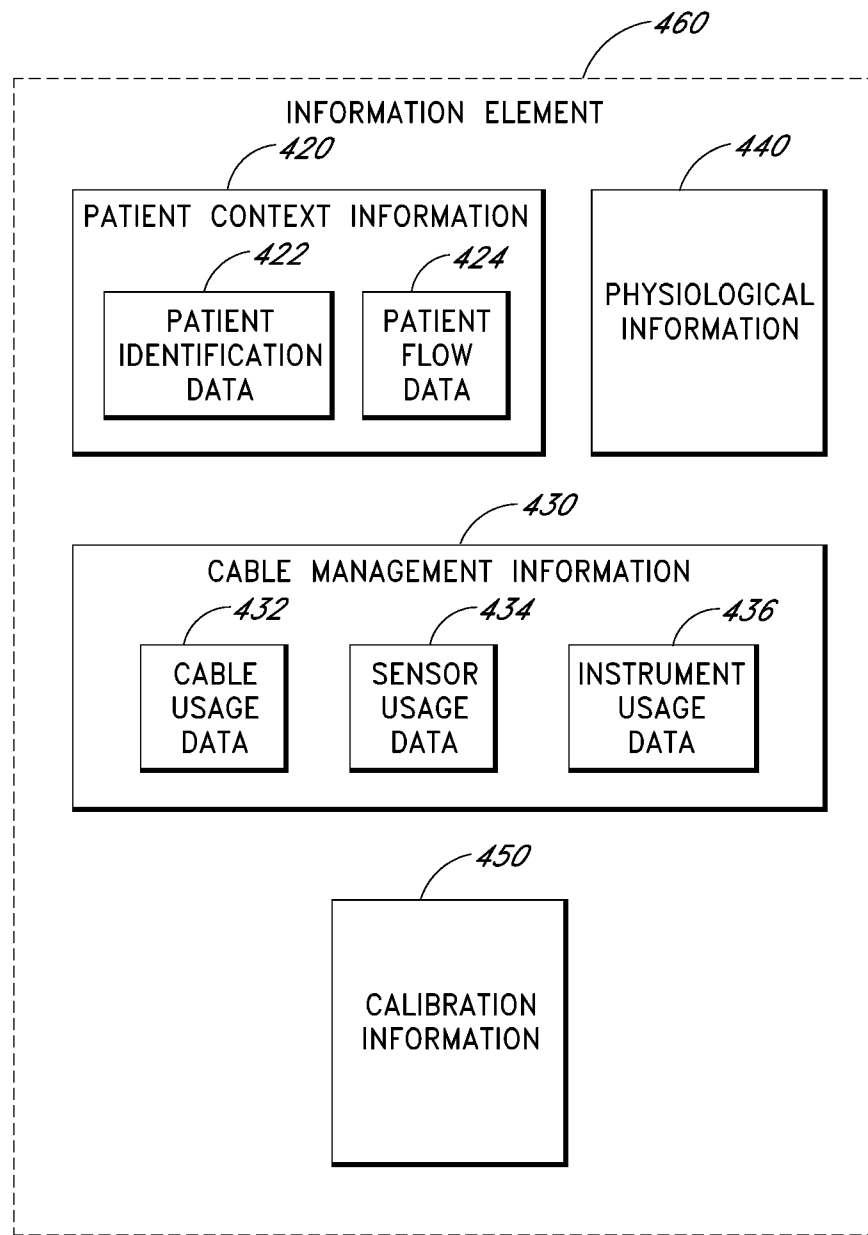 460
INFORMATION ELEMENT
420
440
PATIENT CONTEXT INFORMATION
422
424
PATIENT
IDENTIFICATION
DATA
PATIENT
FLOW
DATA
PHYSIOLOGICAL
INFORMATION
430
CABLE MANAGEMENT INFORMATION
432
434
436
CABLE
USAGE
DATA
SENSOR
USAGE
DATA
INSTRUMENT
USAGE
DATA
450
CALIBRATION
INFORMATION